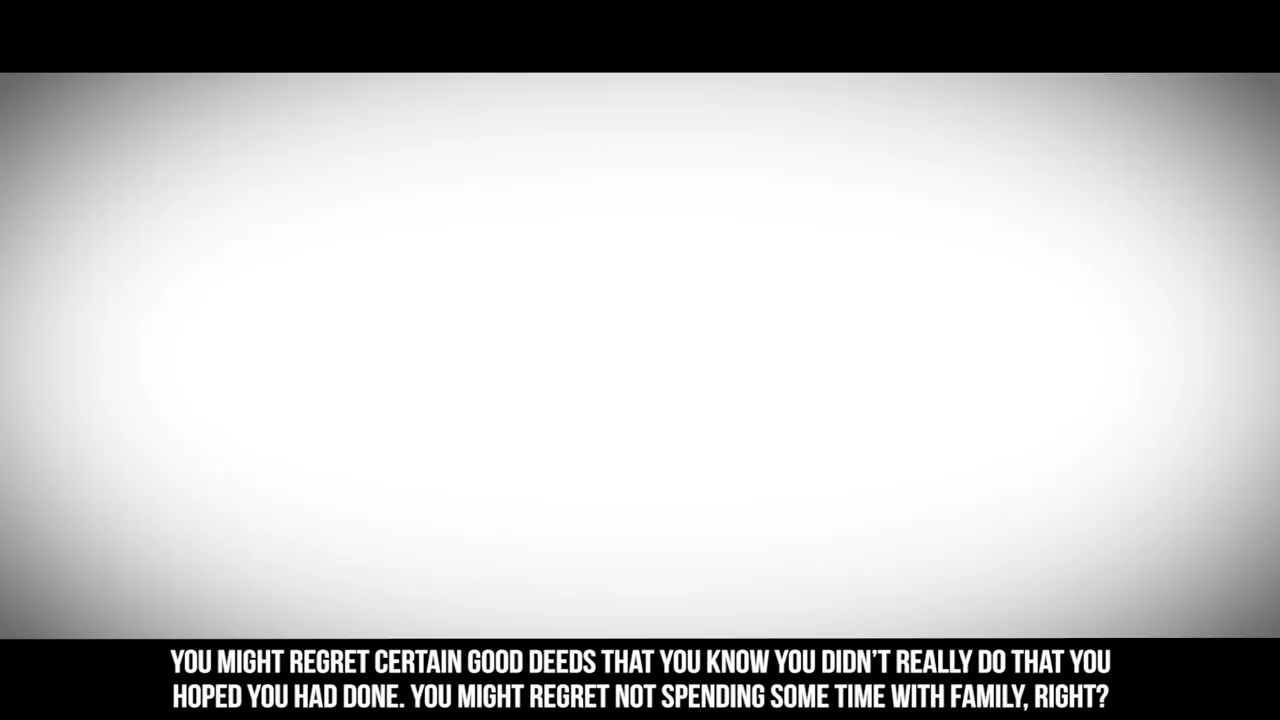 YOU MIGHT REGRET CERTAIN GOOD DEEDS THAT YOU KNOW YOU DIDN'T REALLY DO THAT YOU
HOPED YOU HAD DONE. YOU MIGHT REGRET NOT SPENDING SOME TIME WITH FAMILY, RIGHT?